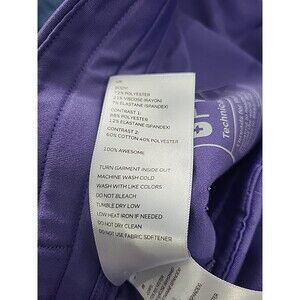 BODY:
72% POLYESTER
21% VISCOSE (RAYON)
7% ELASTANE (SPANDEX)
CONTRAST 1:
88% POLYESTER
12% ELASTANE (SPANDEX)
CONTRAST 2:
60% COTTON 40% POLYESTER
100% AWESOME
TURN GARMENT INSIDE OUT
MACHINE WASH COLD
WASH WITH LIKE COLORS
DO NOT BLEACH
TUMBLE DRY LOW
LOW HEAT IRON IF NEEDED
DO NOT DRY CLEAN
DO NOT USE FABRIC SOFTENER